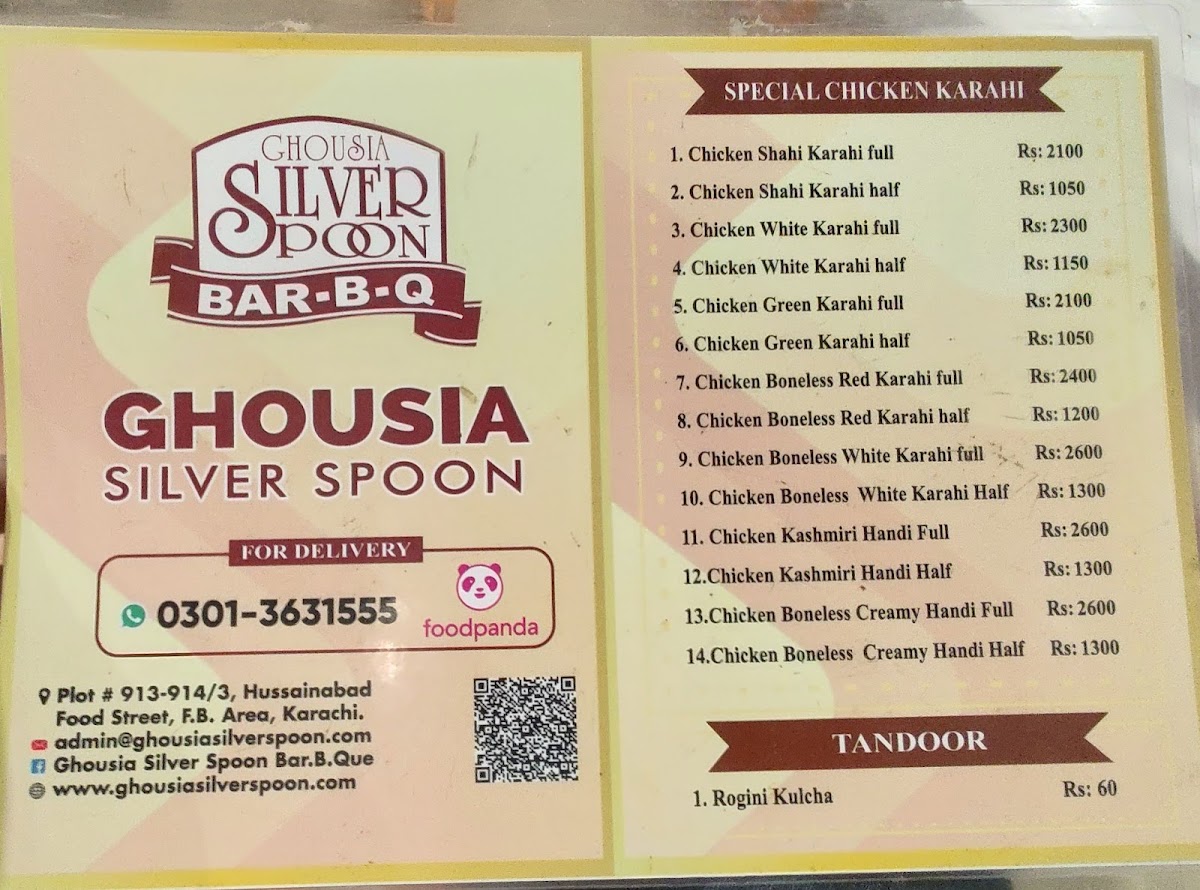 GHOUSIA
SILVER
SPOON
BAR-B-Q
GHOUSIA
SILVER SPOON
FOR DELIVERY
0301-3631555
foodpanda
Plot # 913-914/3, Hussainabad
Food Street, F.B. Area, Karachi.
admin@ghousiasilverspoon.com
Ghousia Silver Spoon Bar.B.Que
www.ghousiasilverspoon.com
SPECIAL CHICKEN KARAHI
1. Chicken Shahi Karahi full Rs: 2100
2. Chicken Shahi Karahi half Rs: 1050
3. Chicken White Karahi full Rs: 2300
4. Chicken White Karahi half Rs: 1150
5. Chicken Green Karahi full Rs: 2100
6. Chicken Green Karahi half Rs: 1050
7. Chicken Boneless Red Karahi full Rs: 2400
8. Chicken Boneless Red Karahi half Rs: 1200
9. Chicken Boneless White Karahi full Rs: 2600
10. Chicken Boneless White Karahi Half Rs: 1300
11. Chicken Kashmiri Handi Full Rs: 2600
12.Chicken Kashmiri Handi Half Rs: 1300
13.Chicken Boneless Creamy Handi Full Rs: 2600
14.Chicken Boneless Creamy Handi Half Rs: 1300
TANDOOR
1. Rogini Kulcha Rs: 60